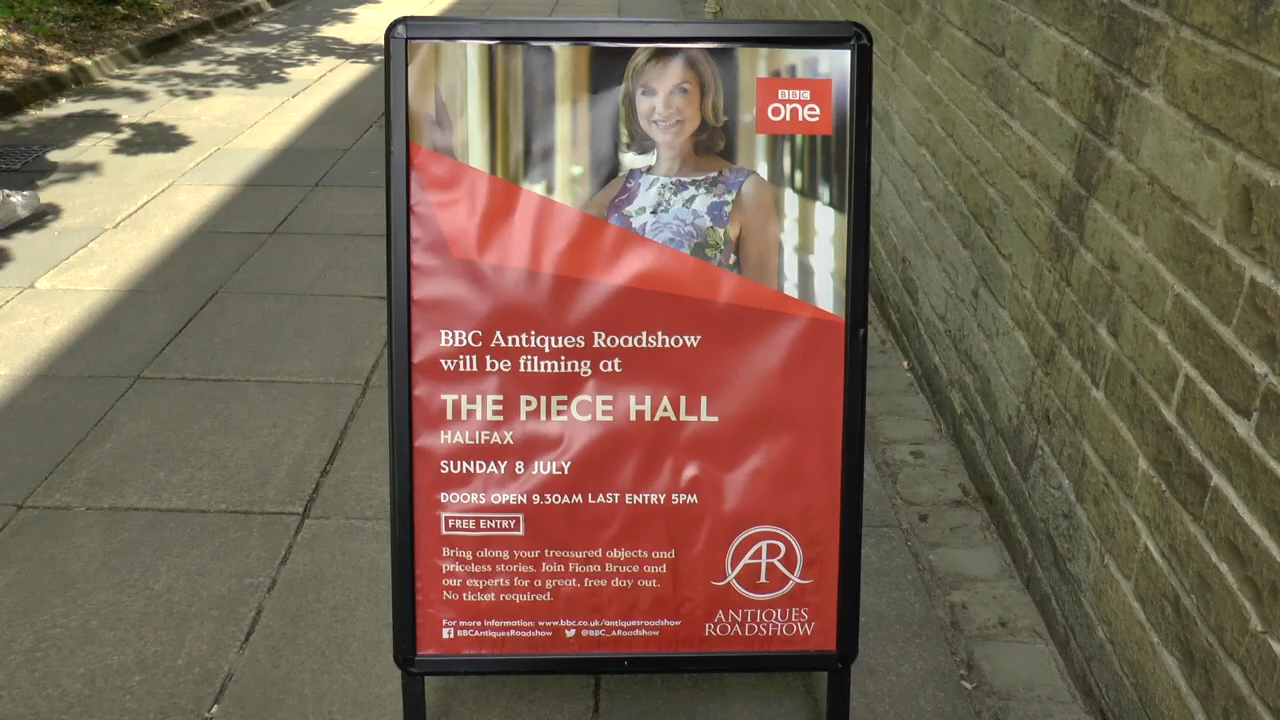 BBC
one
BBC Antiques Roadshow
will be filming at
THE PIECE HALL
HALIFAX
SUNDAY 8 JULY
DOORS OPEN 9.30AM LAST ENTRY 5PM
FREE ENTRY
Bring along your treasured objects and
priceless stories. Join Fiona Bruce and
our experts for a great, free day out.
No ticket required.
For more information: www.bbc.co.uk/antiquesroadshow
BBCAntiquesRoadshow @BBC_ARoadshow
AR
ANTIQUES
ROADSHOW